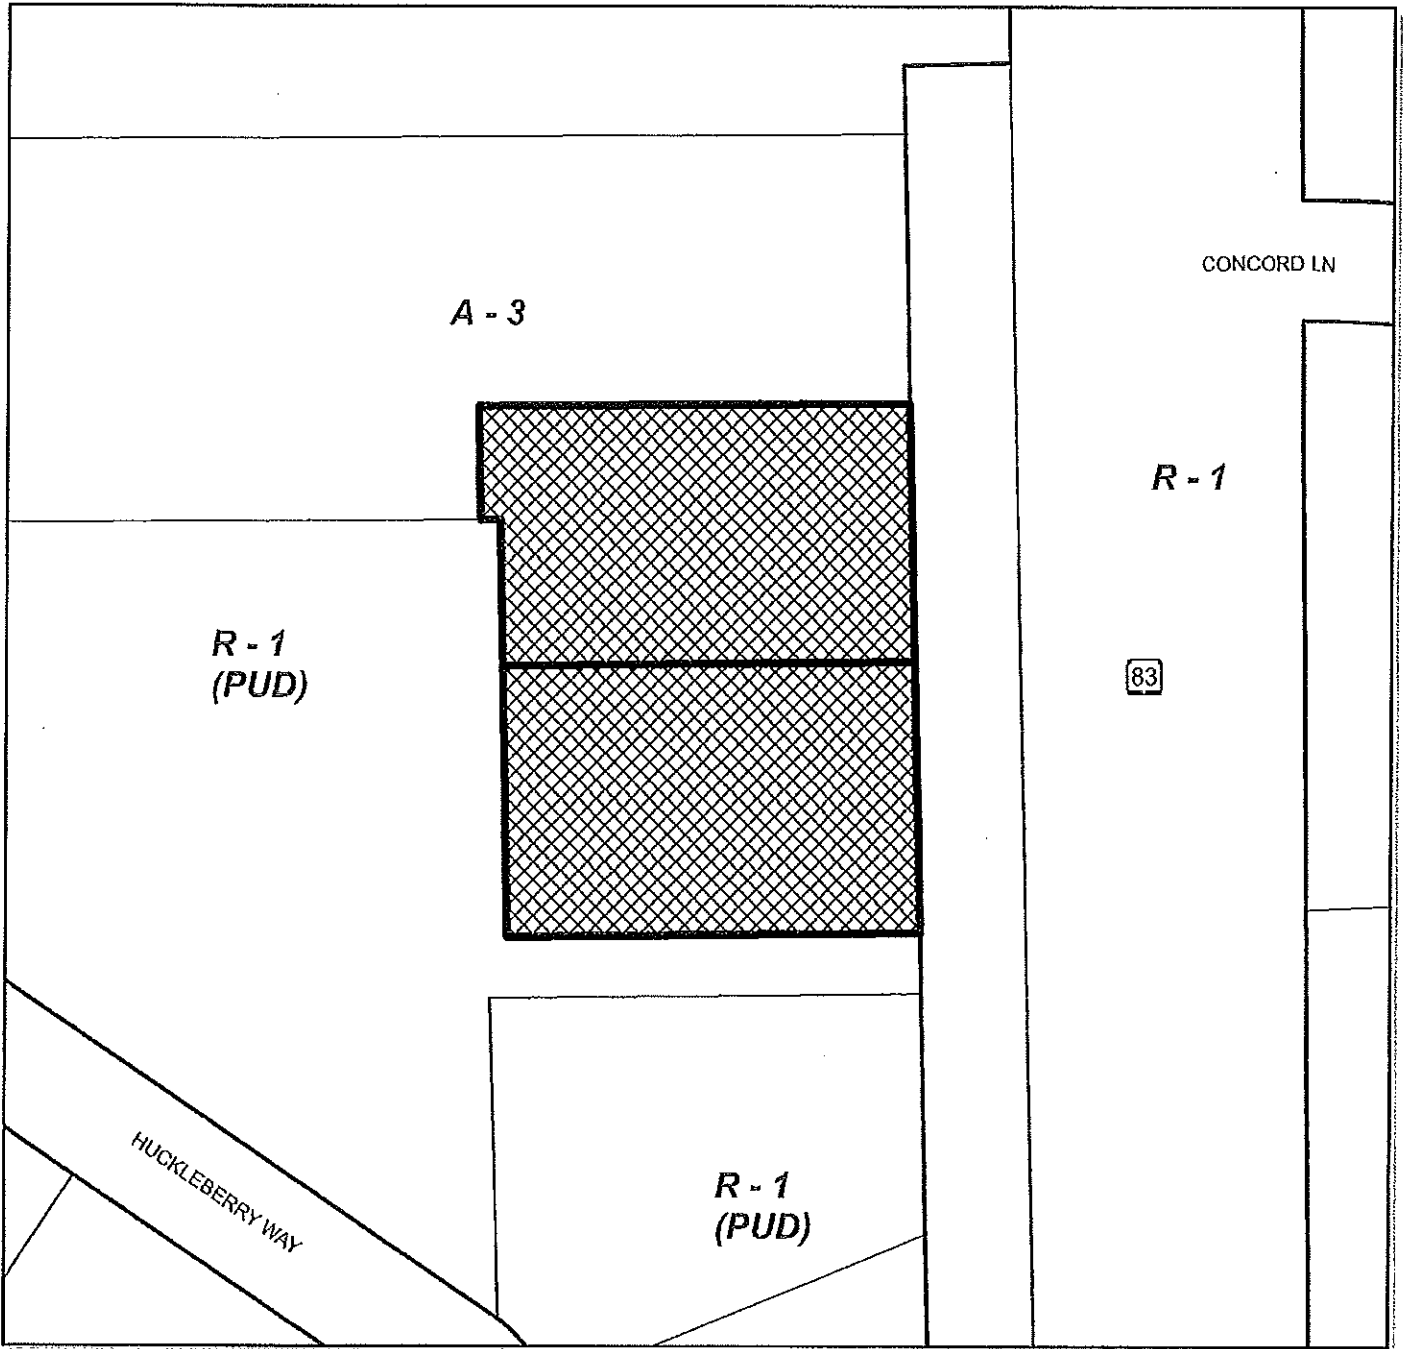 CONCORD LN
A - 3
R - 1
R - 1
(PUD)
83
HUCKLEBERRY WAY
R - 1
(PUD)